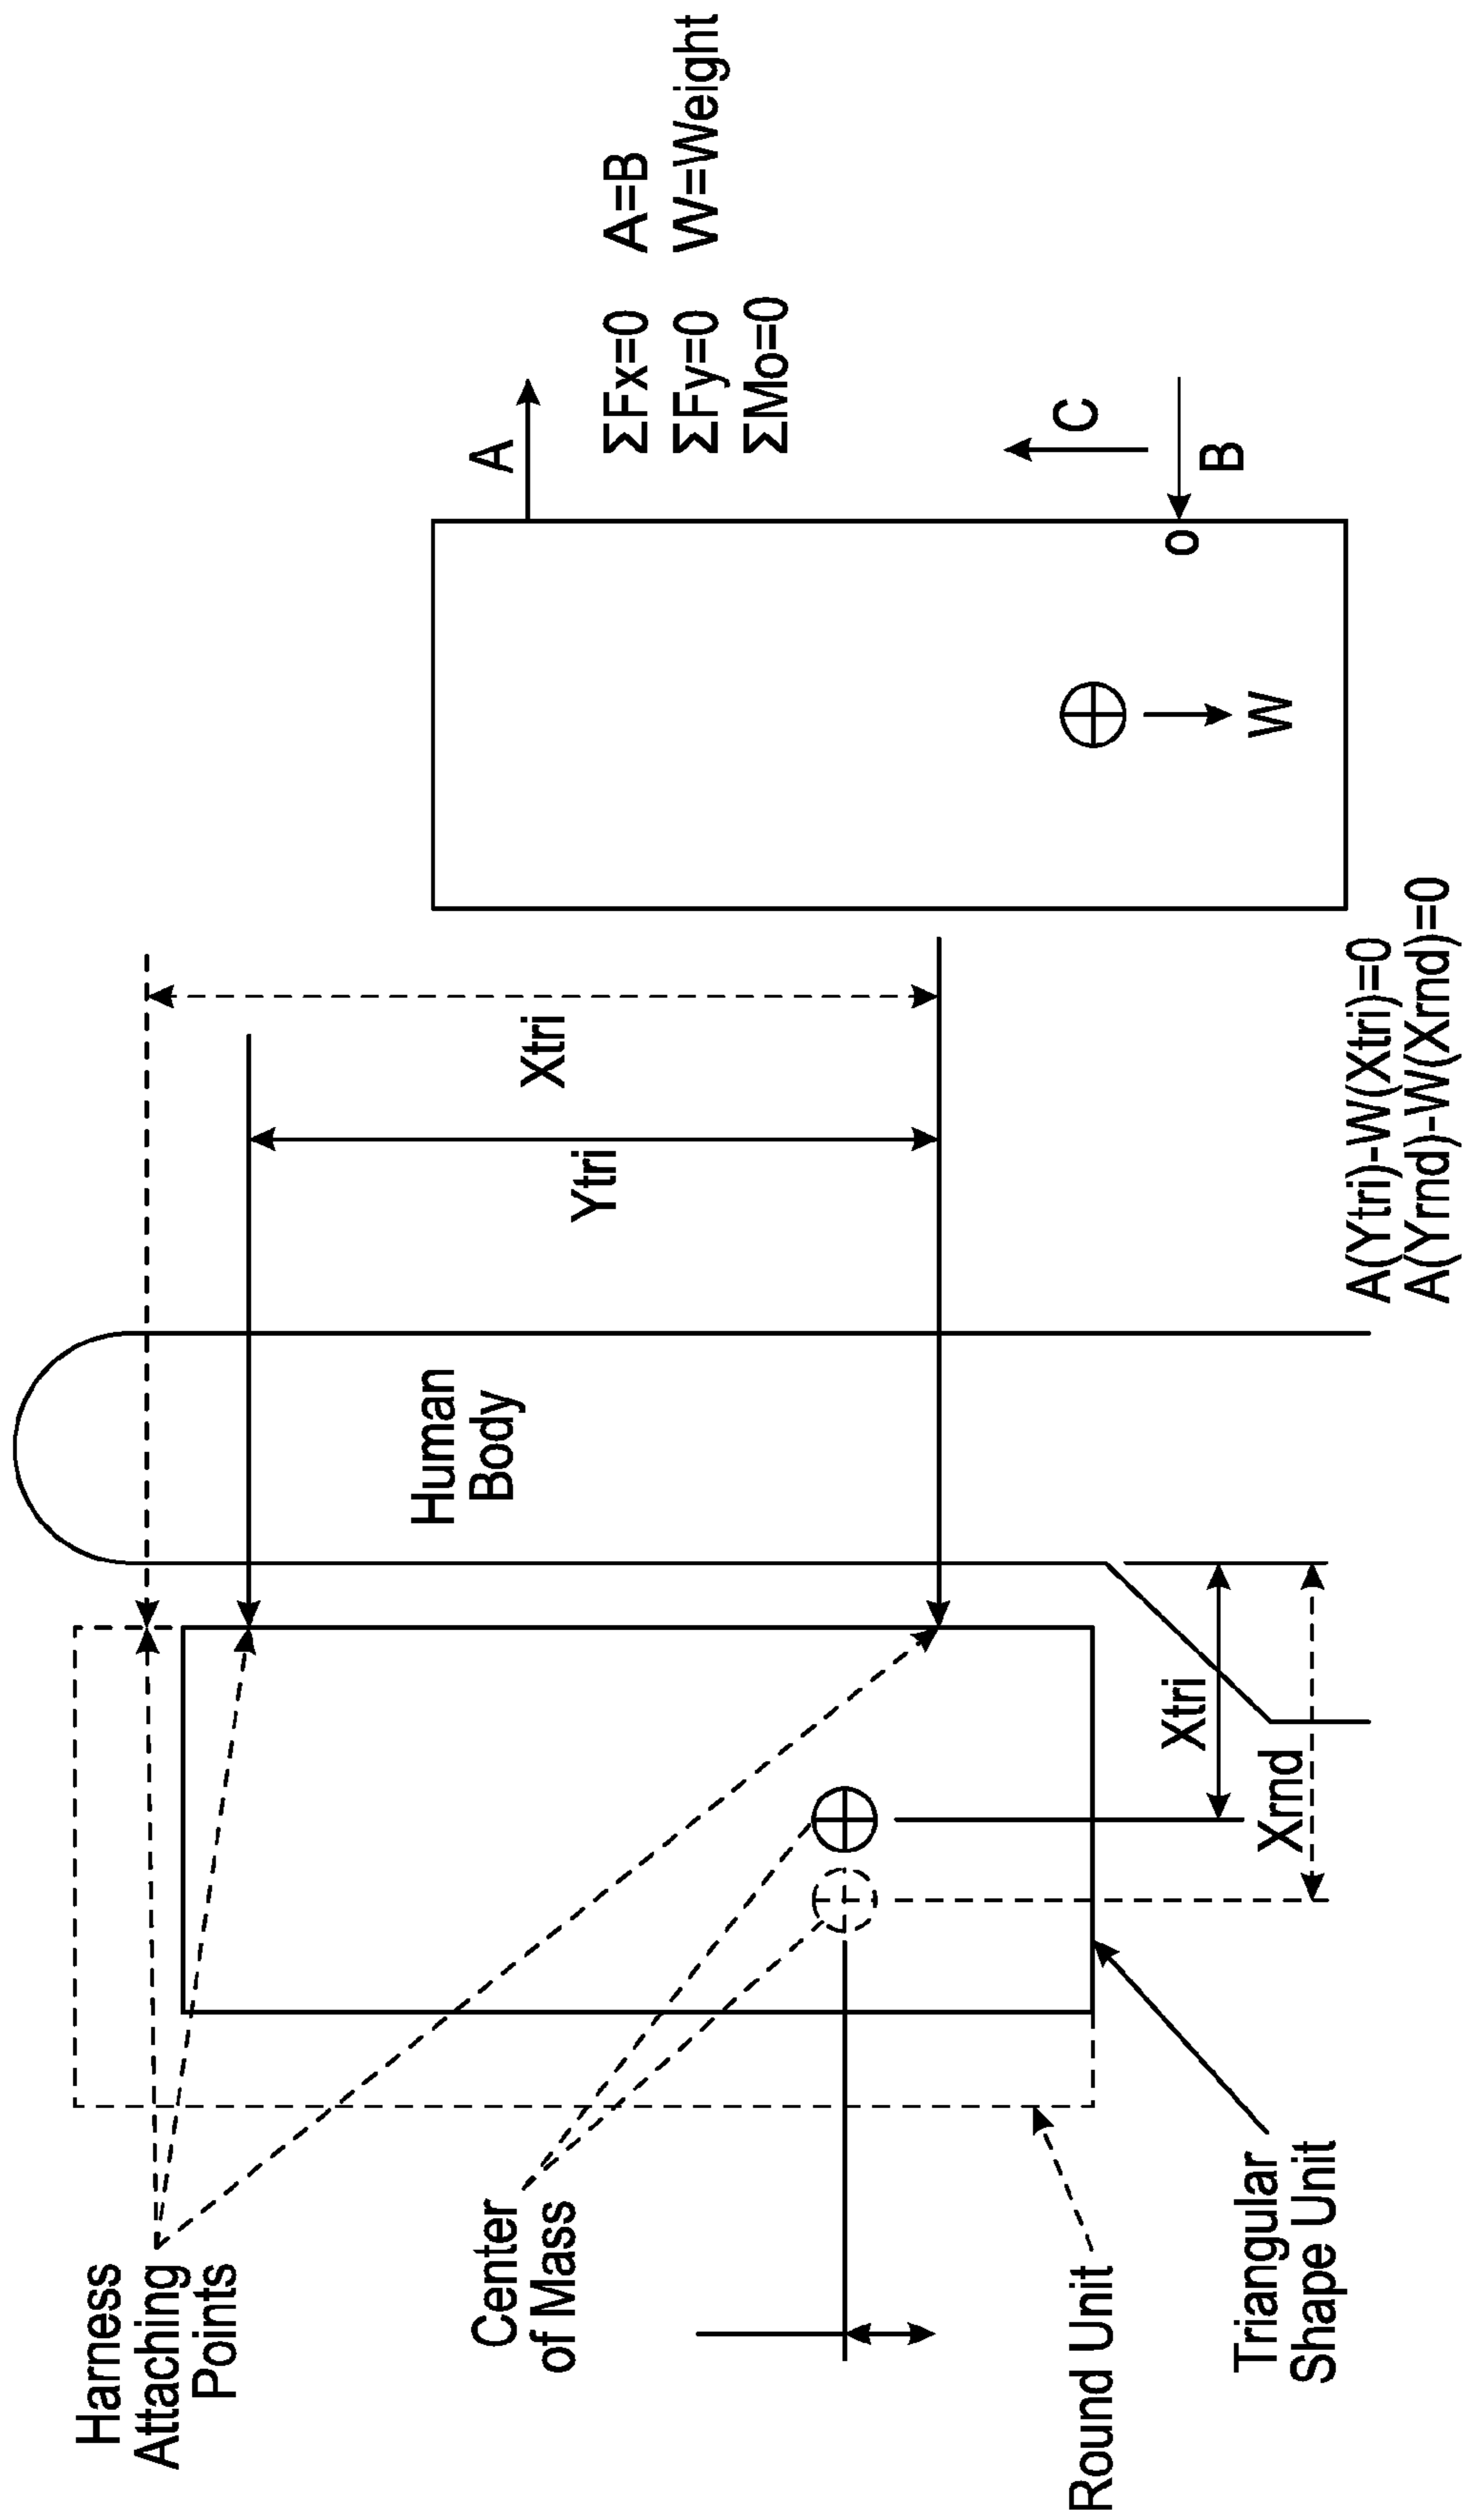 Harness
Attaching
Points
Center
of Mass
Round Unit
Triangular
Shape Unit
Human
Body
Xtri
Xrnd
Ytri
Xtri
A(Ytri)-W(Xtri)=0
A(Yrnd)-W(Xrnd)=0
A
B
C
o
W
ΣFx=0 A=B
ΣFy=0 W=Weight
ΣMo=0